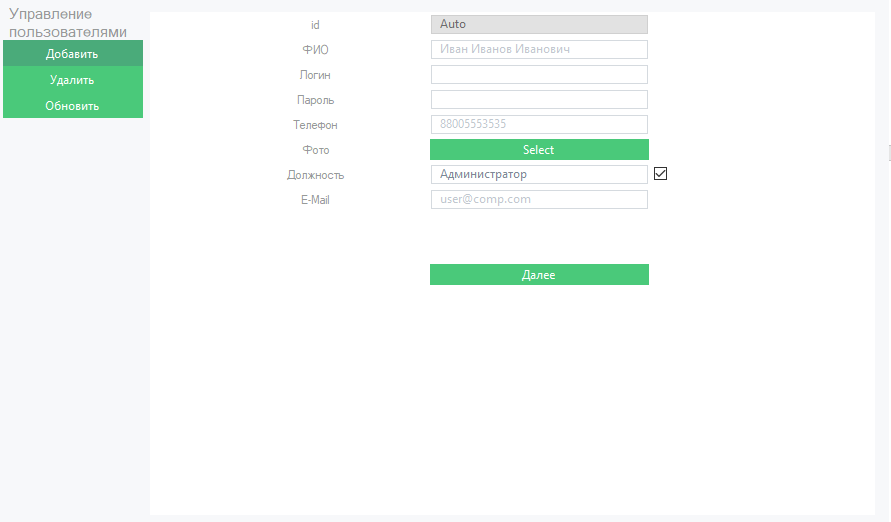 Управление
пользователями
Добавить
Удалить
Обновить
id
Auto
ФИО
Иван Иванов Иванович
Логин
Пароль
Телефон
88005553535
Фото
Select
Должность
Администратор
E-Mail
user@comp.com
Далее